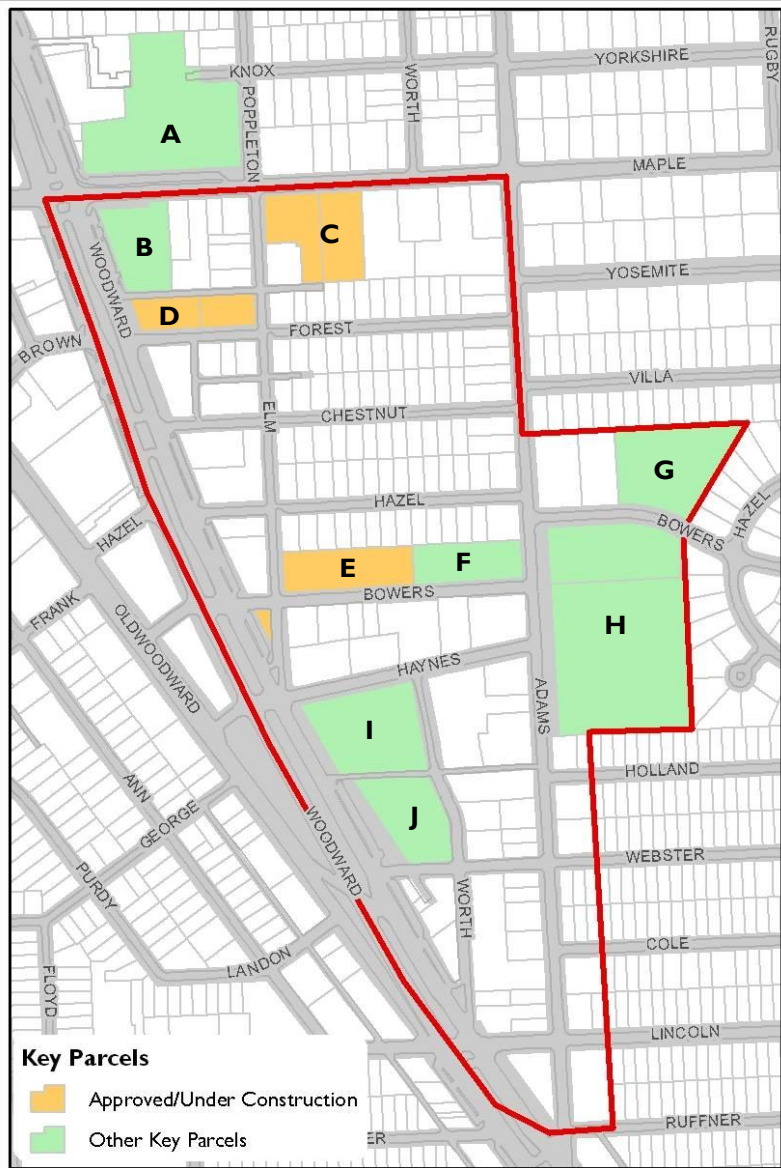 YORKSHIRE
RUGBY
KNOX
POPPLETON
WORTH
A
MAPLE
B
C
WOODWARD
YOSEMITE
D
FOREST
BROWN
VILLA
ELM
CHESTNUT
G
HAZEL
HAZEL
BOWERS
HAZEL
E
F
BOWERS
FRANK
OLDWOODWARD
H
HAYNES
ADAMS
I
HOLLAND
ANN
GEORGE
WOODWARD
J
WEBSTER
PURDY
WORTH
COLE
LANDON
FLOYD
LINCOLN
Key Parcels
Approved/Under Construction
RUFFNER
Other Key Parcels
ER